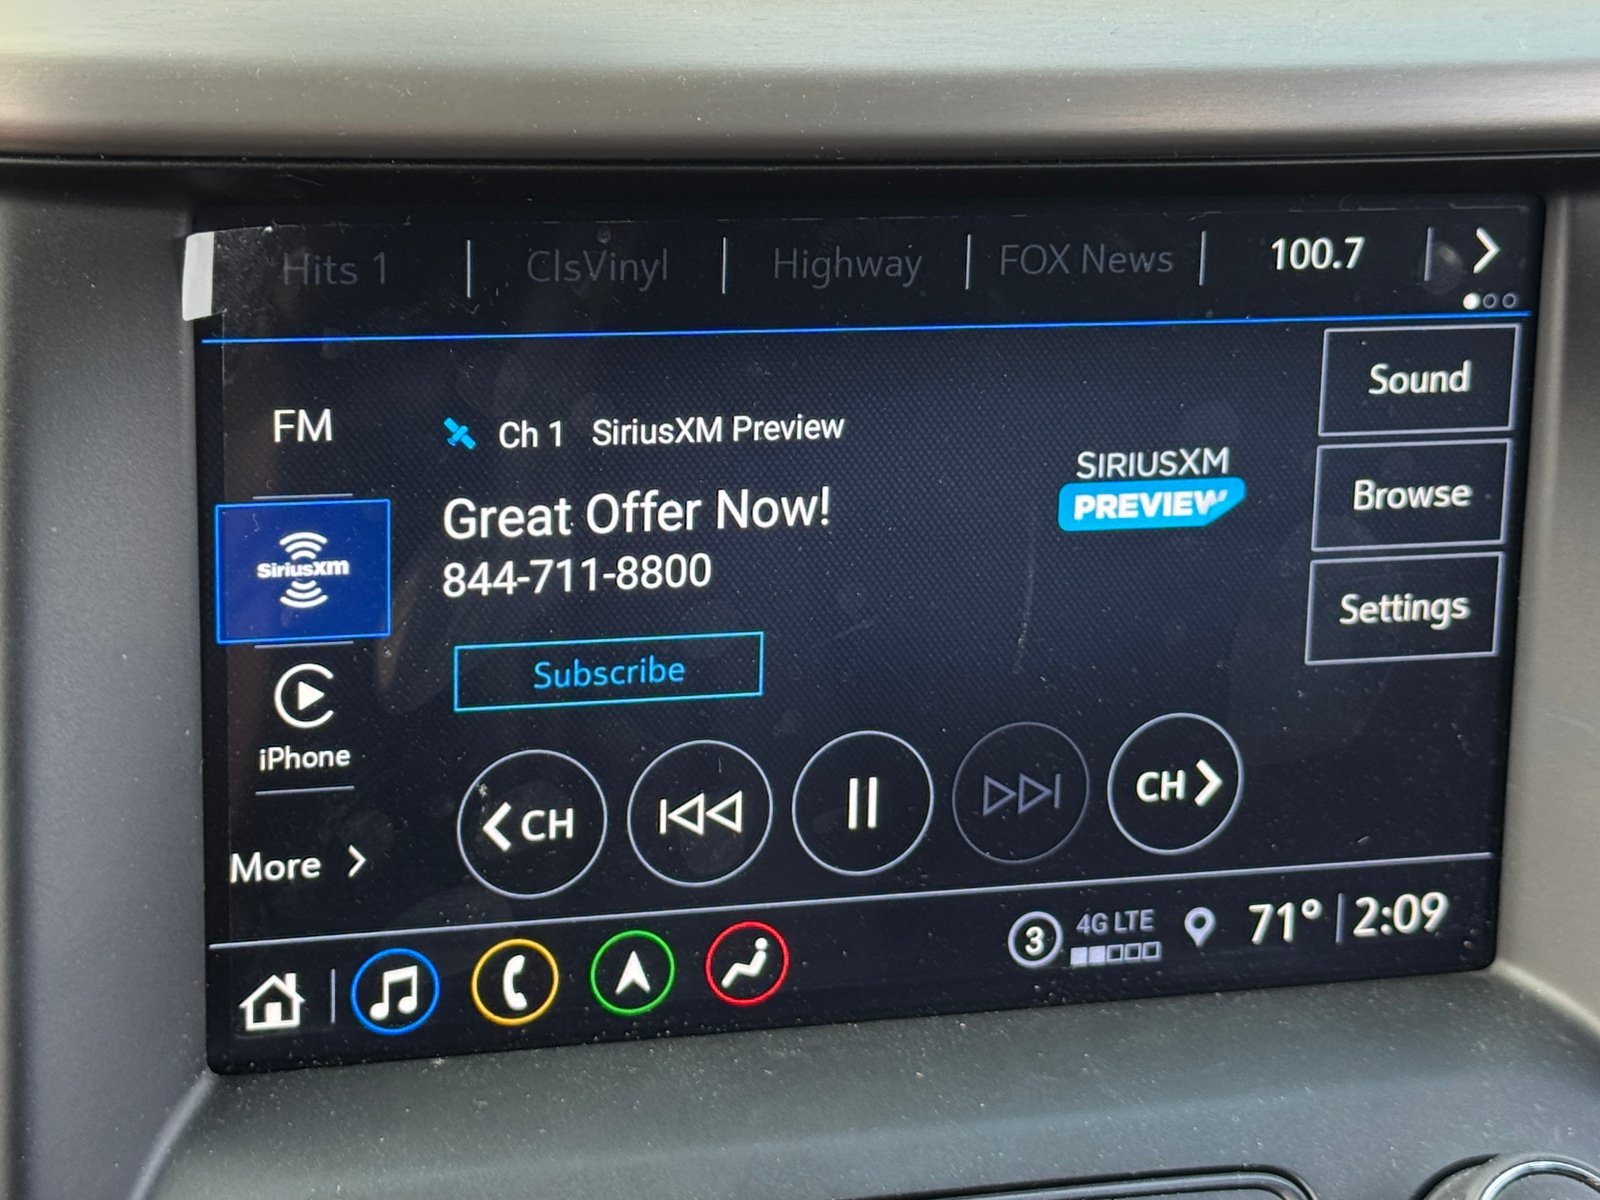 Hits 1 | ClsVinyl | Highway | FOX News | 100.7
Sound
FM
Ch 1 SiriusXM Preview
SIRIUSXM
PREVIEW
Browse
Great Offer Now!
844-711-8800
SiriusXM
Settings
Subscribe
iPhone
CH
CH
More
3 4G LTE 71° | 2:09